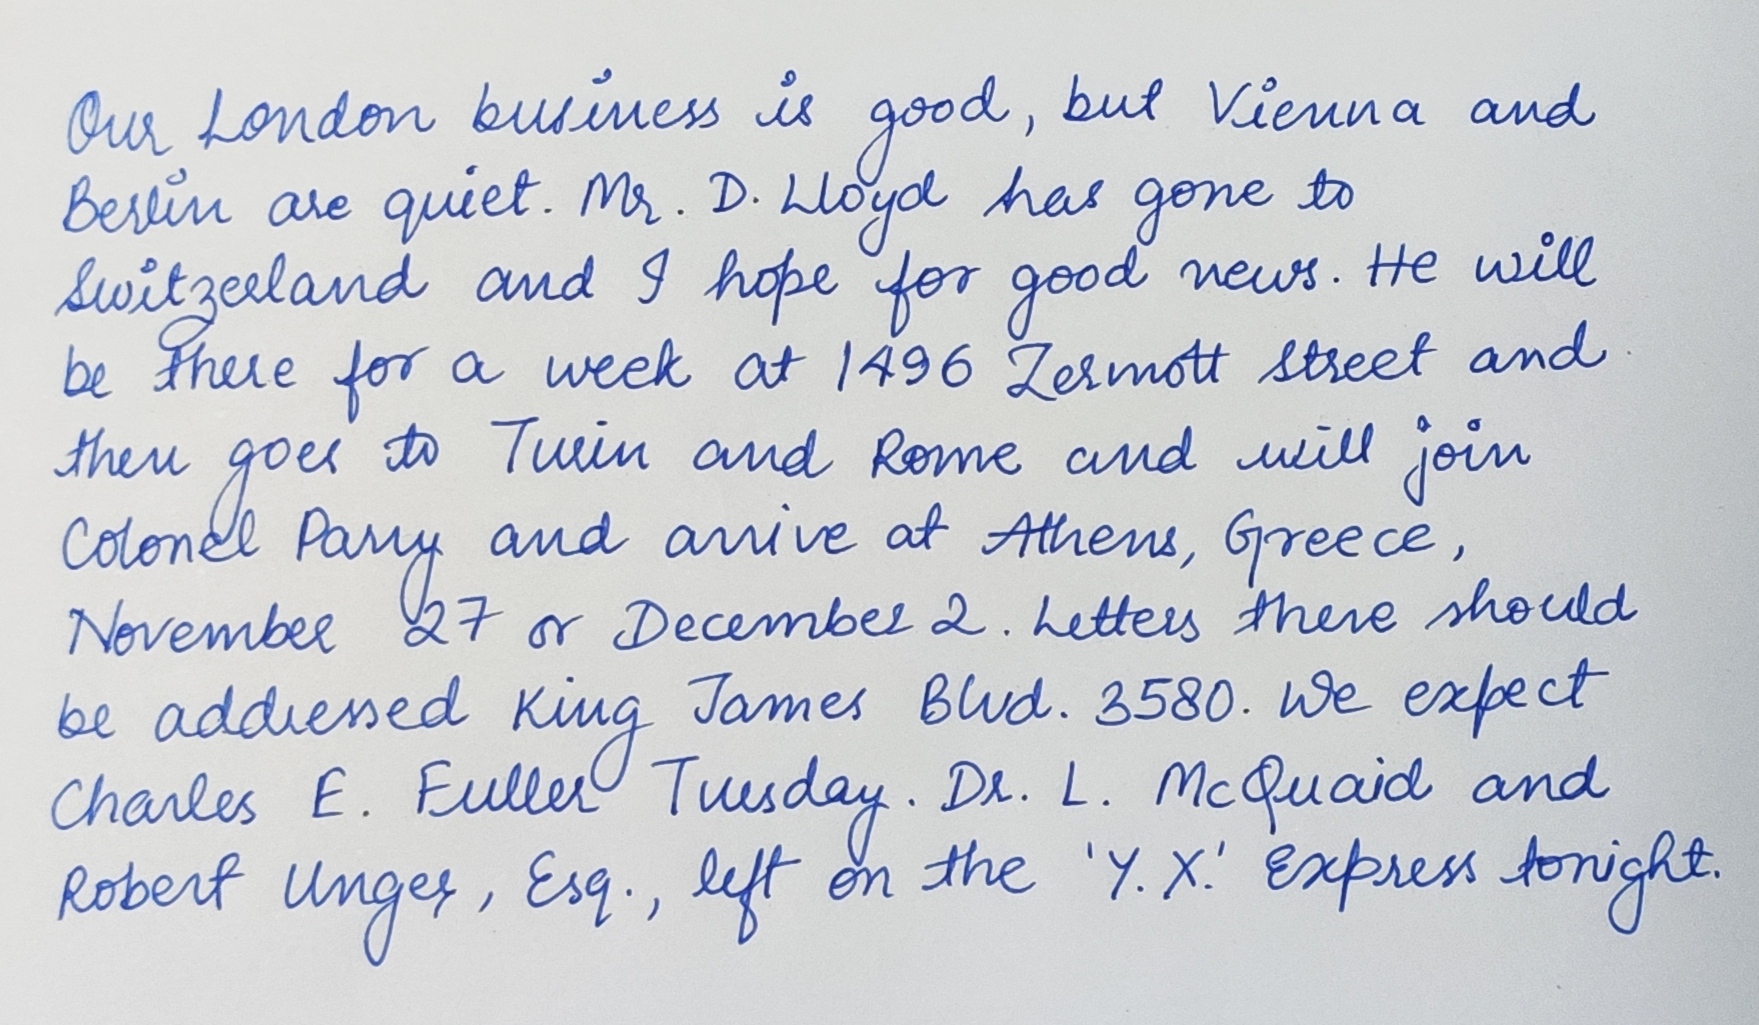 Our London business is good, but Vienna and
Berlin are quiet. Mr. D. Lloyd has gone to
Switzerland and I hope for good news. He will
be there for a week at 1496 Zermott Street and
then goes to Turin and Rome and will join
Colonel Parry and arrive at Athens, Greece,
November 27 or December 2. Letters there should
be addressed King James Blvd. 3580. We expect
Charles E. Fuller Tuesday. Dr. L. McQuaid and
Robert Unger, Esq., left on the 'Y. X.' Express tonight.